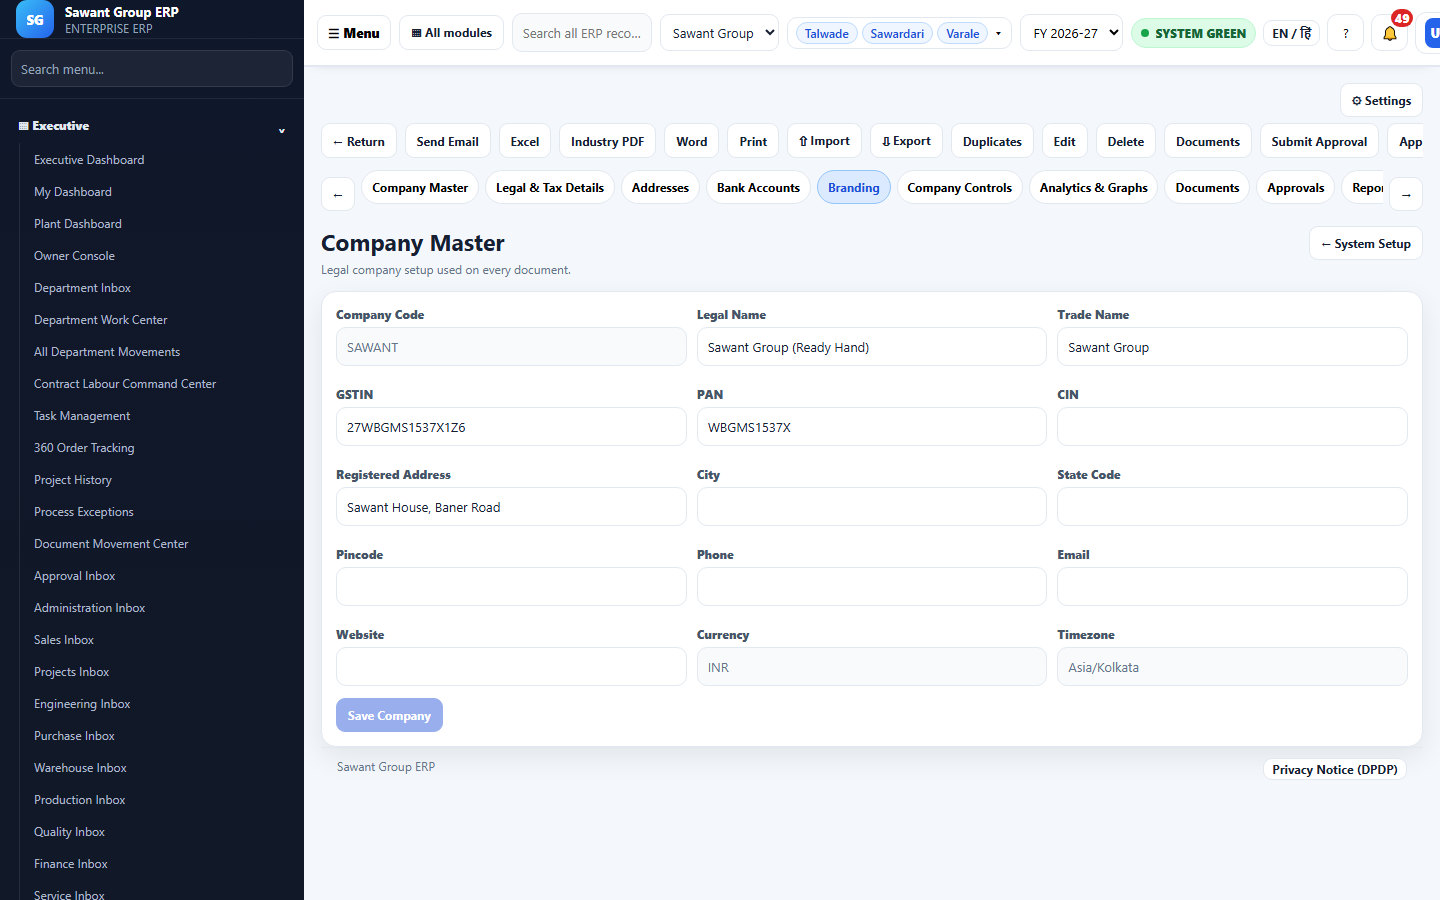 SG
Sawant Group ERP
ENTERPRISE ERP
Search menu...
Executive
Executive Dashboard
My Dashboard
Plant Dashboard
Owner Console
Department Inbox
Department Work Center
All Department Movements
Contract Labour Command Center
Task Management
360 Order Tracking
Project History
Process Exceptions
Document Movement Center
Approval Inbox
Administration Inbox
Sales Inbox
Projects Inbox
Engineering Inbox
Purchase Inbox
Warehouse Inbox
Production Inbox
Quality Inbox
Finance Inbox
Service Inbox
☰ Menu
All modules
Search all ERP reco...
Sawant Group
Talwade
Sawardari
Varale
FY 2026-27
SYSTEM GREEN
EN / हिं
?
49
U
⚙ Settings
← Return
Send Email
Excel
Industry PDF
Word
Print
⇧ Import
⇩ Export
Duplicates
Edit
Delete
Documents
Submit Approval
App
←
Company Master
Legal & Tax Details
Addresses
Bank Accounts
Branding
Company Controls
Analytics & Graphs
Documents
Approvals
Repor
→
Company Master
← System Setup
Legal company setup used on every document.
Company Code
Legal Name
Trade Name
SAWANT
Sawant Group (Ready Hand)
Sawant Group
GSTIN
PAN
CIN
27WBGMS1537X1Z6
WBGMS1537X
Registered Address
City
State Code
Sawant House, Baner Road
Pincode
Phone
Email
Website
Currency
Timezone
INR
Asia/Kolkata
Save Company
Sawant Group ERP
Privacy Notice (DPDP)